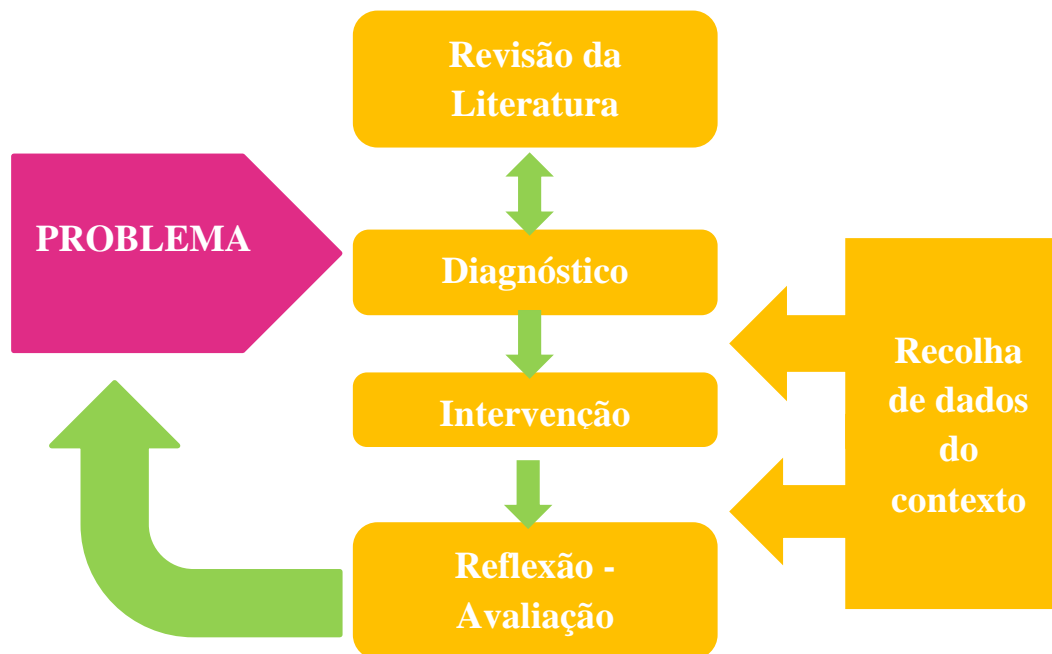 Revisão da
Literatura
PROBLEMA
Diagnóstico
Intervenção
Reflexão -
Avaliação
Recolha
de dados
do
contexto